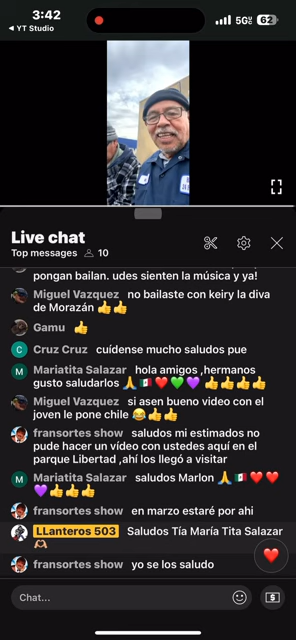 3:42
5G
62
◀ YT Studio
Live chat
Top messages 10
pongan bailan. udes sienten la música y ya!
Miguel Vazquez no bailaste con keiry la diva
de Morazán 👍👍
Gamu 👍
C Cruz Cruz cuídense mucho saludos pue
M Mariatita Salazar hola amigos ,hermanos
gusto saludarlos 🙏🇲🇽❤️💚💜👍👍👍👍
Miguel Vazquez si asen bueno video con el
joven le pone chile 😂👍👍
fransortes show saludos mi estimados no
pude hacer un vídeo con ustedes aquí en el
parque Libertad ,ahí los llegó a visitar
M Mariatita Salazar saludos Marlon 🙏🇲🇽❤️❤️
💜👍👍👍
fransortes show en marzo estaré por ahi
LLanteros 503 Saludos Tía María Tita Salazar
🫶🏽
fransortes show yo se los saludo
Chat...